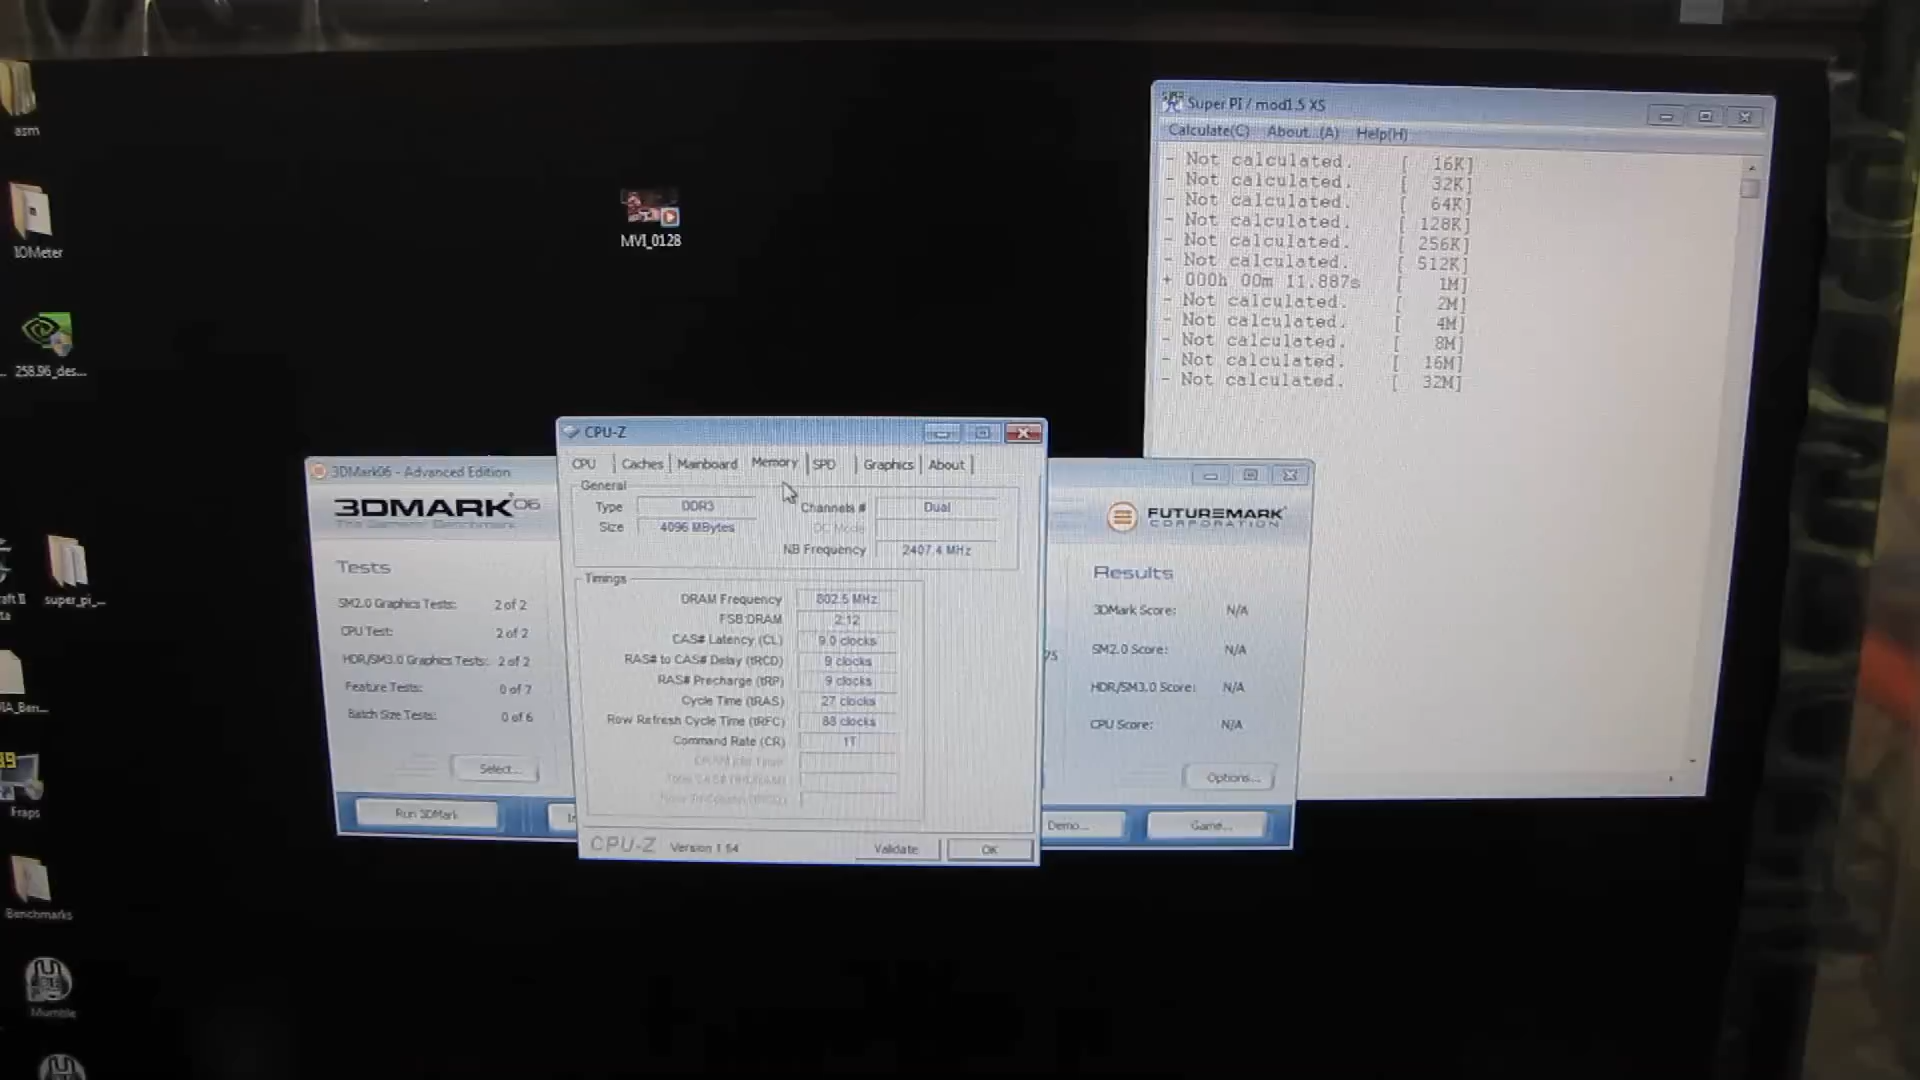 asm
IOMeter
258.96_des...
super_pi_...
Fraps
Benchmarks
Mumble
MVI_0128
Super PI / mod1.5 XS
Calculate(C) About...(A) Help(H)
- Not calculated. [ 16K]
- Not calculated. [ 32K]
- Not calculated. [ 64K]
- Not calculated. [ 128K]
- Not calculated. [ 256K]
- Not calculated. [ 512K]
+ 000h 00m 11.887s [ 1M]
- Not calculated. [ 2M]
- Not calculated. [ 4M]
- Not calculated. [ 8M]
- Not calculated. [ 16M]
- Not calculated. [ 32M]
3DMark06 - Advanced Edition
3DMARK®06
The Gamers' Benchmark
Tests
SM2.0 Graphics Tests: 2 of 2
CPU Test: 2 of 2
HDR/SM3.0 Graphics Tests: 2 of 2
Feature Tests: 0 of 7
Batch Size Tests: 0 of 6
Select...
Run 3DMark
CPU-Z
CPU Caches Mainboard Memory SPD Graphics About
General
Type DDR3 Channels # Dual
Size 4096 MBytes DC Mode
NB Frequency 2407.4 MHz
Timings
DRAM Frequency 802.5 MHz
FSB:DRAM 2:12
CAS# Latency (CL) 9.0 clocks
RAS# to CAS# Delay (tRCD) 9 clocks
RAS# Precharge (tRP) 9 clocks
Cycle Time (tRAS) 27 clocks
Row Refresh Cycle Time (tRFC) 88 clocks
Command Rate (CR) 1T
CPU-Z Version 1.54 Validate OK
FUTUREMARK®
CORPORATION
Results
3DMark Score: N/A
SM2.0 Score: N/A
HDR/SM3.0 Score: N/A
CPU Score: N/A
Options...
Demo... Game...